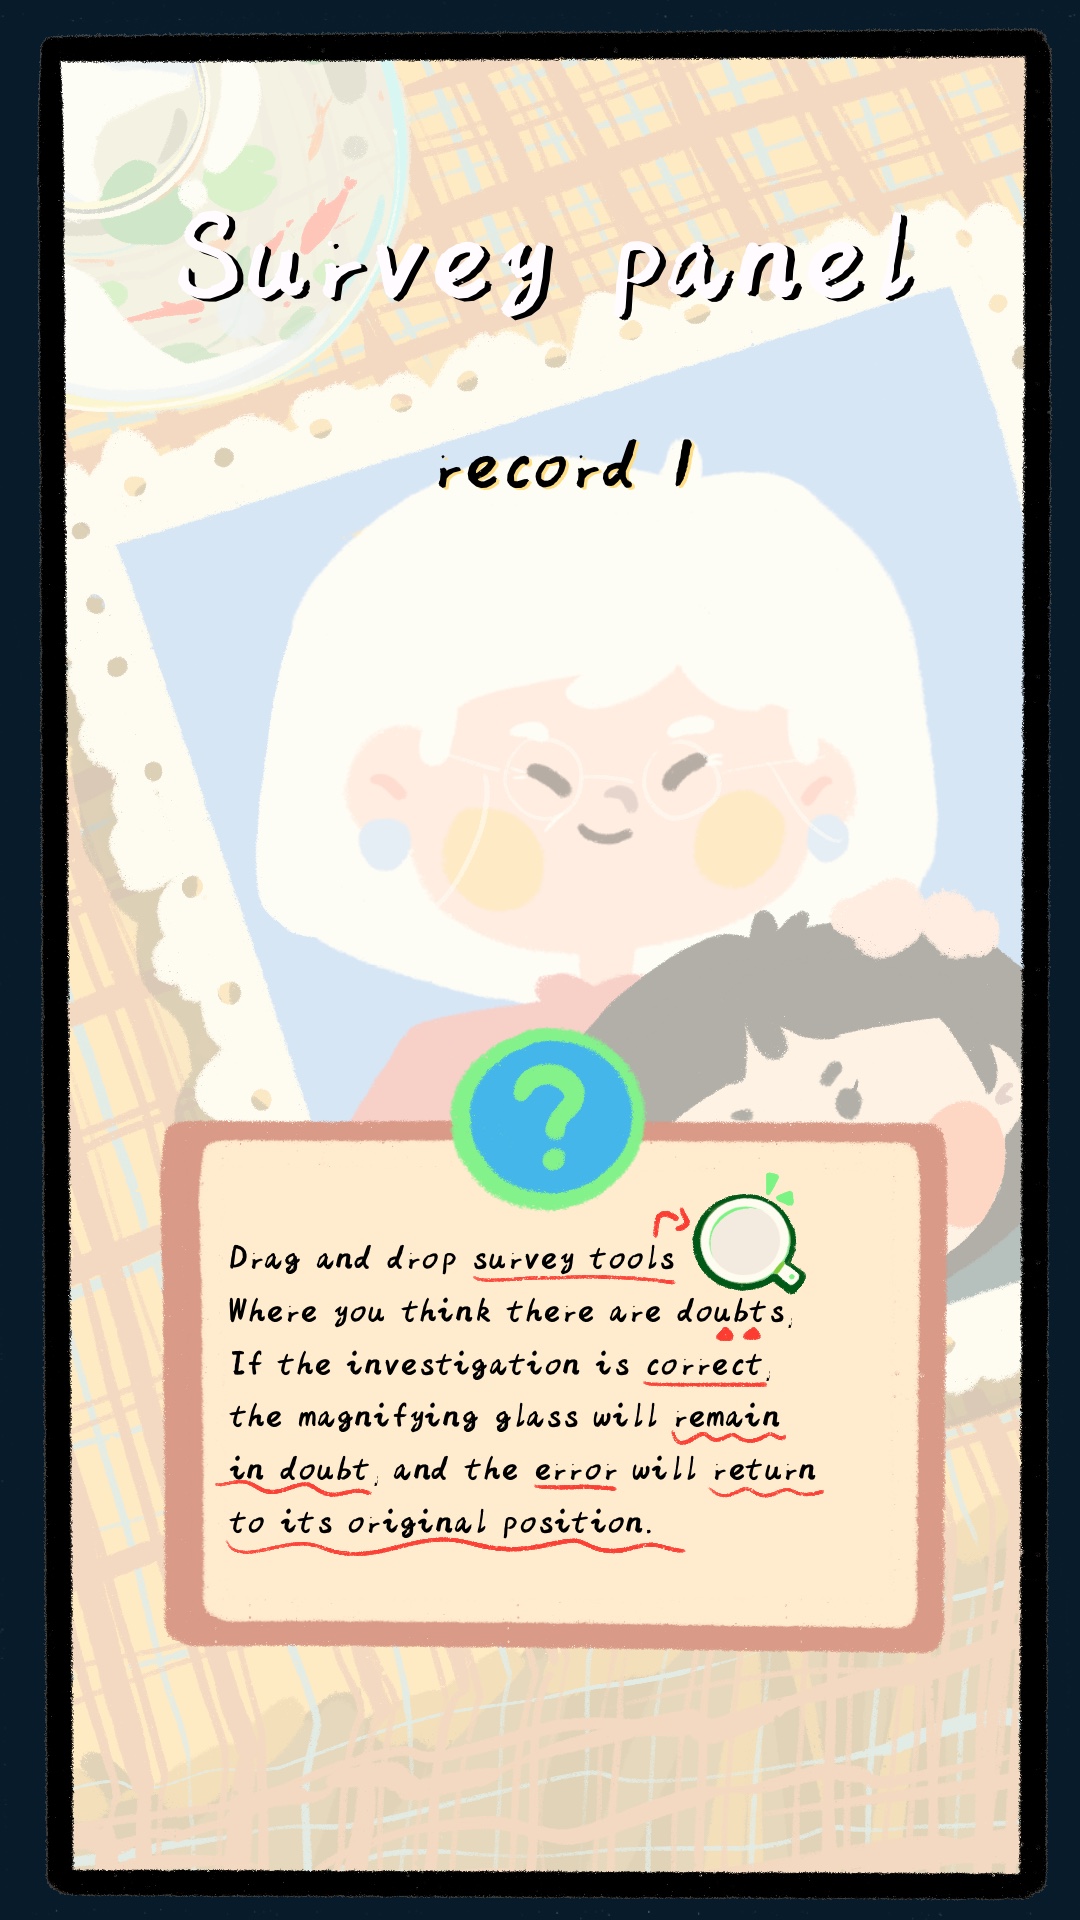 Survey panel
record 1
?
Drag and drop survey tools
Where you think there are doubts,
If the investigation is correct,
the magnifying glass will remain
in doubt, and the error will return
to its original position.